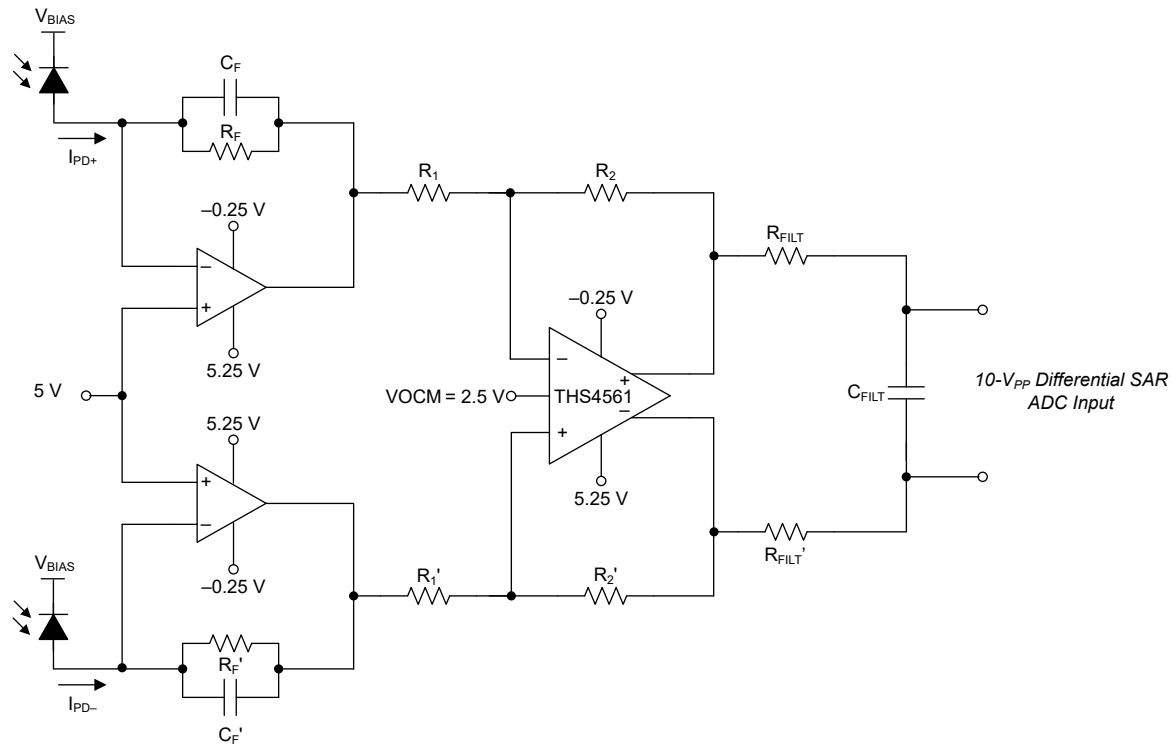 VBIAS
CF
RF
IPD+
R1
R2
–0.25 V
RFILT
–0.25 V
5.25 V
5 V
VOCM = 2.5 V
THS4561
CFILT
10-VPP Differential SAR
ADC Input
5.25 V
5.25 V
–0.25 V
RFILT'
VBIAS
R1'
R2'
RF'
IPD–
CF'